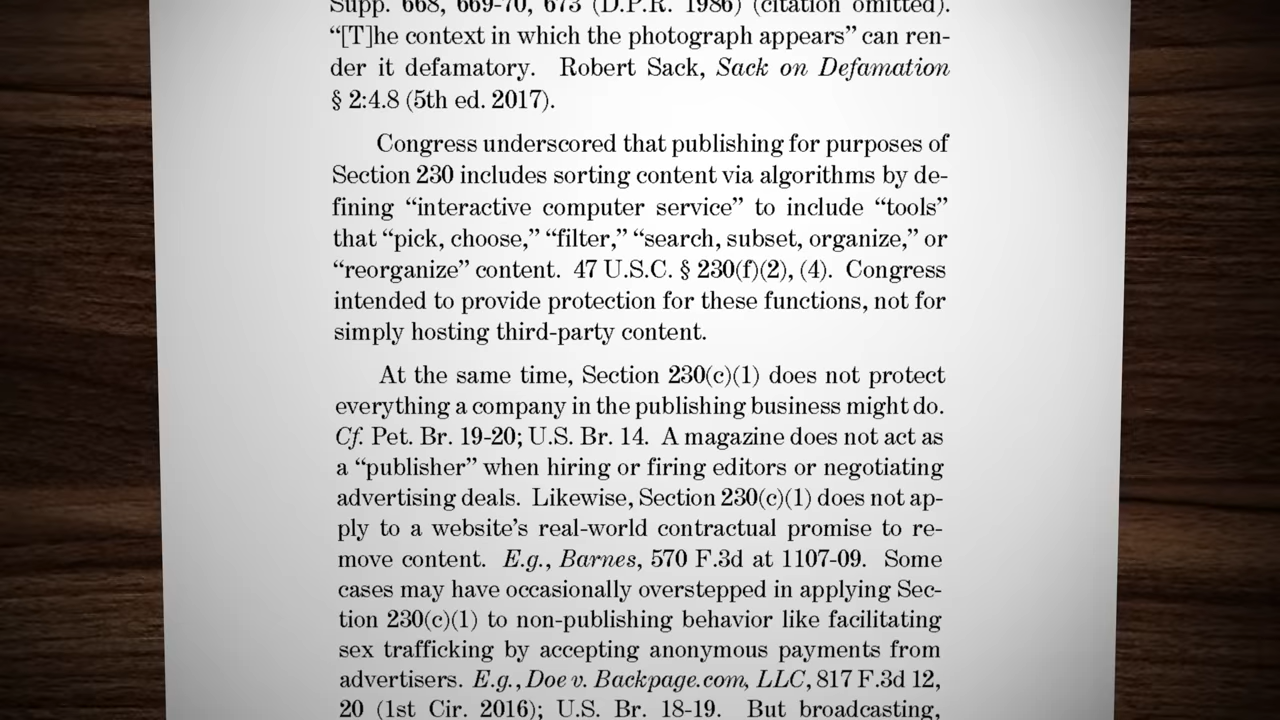 Supp. 668, 669-70, 673 (D.P.R. 1986) (citation omitted).
“[T]he context in which the photograph appears” can ren-
der it defamatory. Robert Sack, Sack on Defamation
§ 2:4.8 (5th ed. 2017).
Congress underscored that publishing for purposes of
Section 230 includes sorting content via algorithms by de-
fining “interactive computer service” to include “tools”
that “pick, choose,” “filter,” “search, subset, organize,” or
“reorganize” content. 47 U.S.C. § 230(f)(2), (4). Congress
intended to provide protection for these functions, not for
simply hosting third-party content.
At the same time, Section 230(c)(1) does not protect
everything a company in the publishing business might do.
Cf. Pet. Br. 19-20; U.S. Br. 14. A magazine does not act as
a “publisher” when hiring or firing editors or negotiating
advertising deals. Likewise, Section 230(c)(1) does not ap-
ply to a website’s real-world contractual promise to re-
move content. E.g., Barnes, 570 F.3d at 1107-09. Some
cases may have occasionally overstepped in applying Sec-
tion 230(c)(1) to non-publishing behavior like facilitating
sex trafficking by accepting anonymous payments from
advertisers. E.g., Doe v. Backpage.com, LLC, 817 F.3d 12,
20 (1st Cir. 2016); U.S. Br. 18-19. But broadcasting,